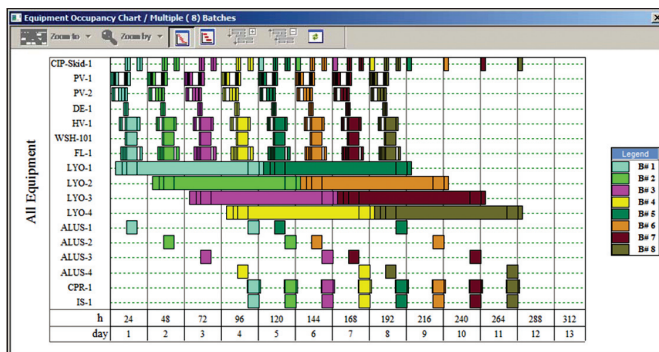 Equipment Occupancy Chart / Multiple ( 8) Batches
Zoom to Zoom by
CIP-Skid-1
PV-1
PV-2
DE-1
HV-1
WSH-101
FL-1
LYO-1
LYO-2
LYO-3
LYO-4
ALUS-1
ALUS-2
ALUS-3
ALUS-4
CPR-1
IS-1
All Equipment
h 24 48 72 96 120 144 168 192 216 240 264 288 312
day 1 2 3 4 5 6 7 8 9 10 11 12 13
Legend
B# 1
B# 2
B# 3
B# 4
B# 5
B# 6
B# 7
B# 8